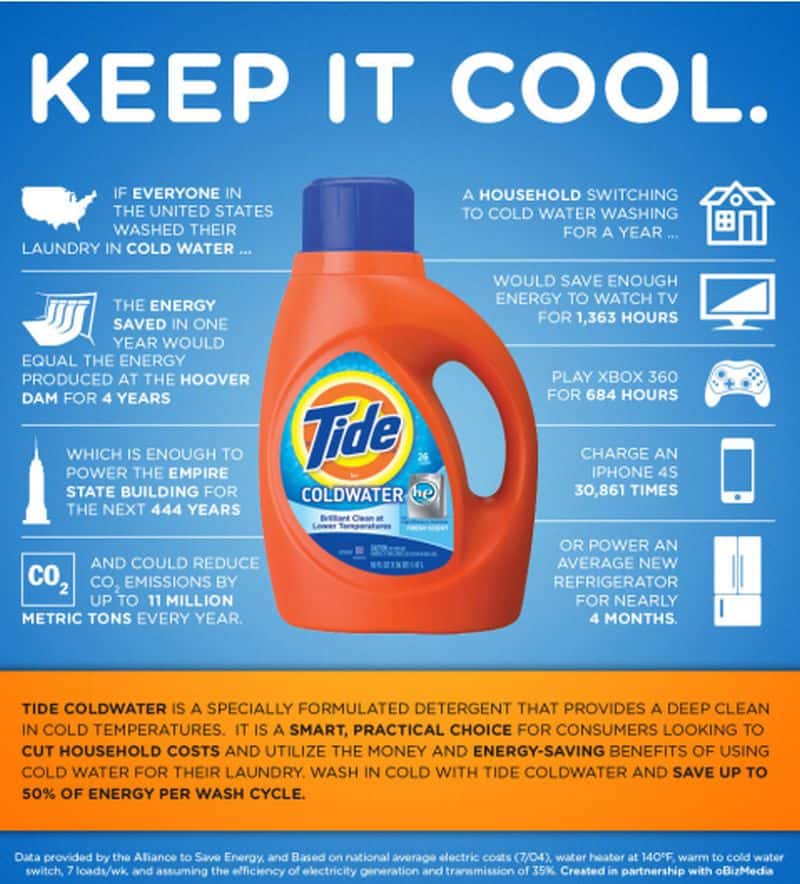 KEEP IT COOL.
IF EVERYONE IN
THE UNITED STATES
WASHED THEIR
LAUNDRY IN COLD WATER ...
THE ENERGY
SAVED IN ONE
YEAR WOULD
EQUAL THE ENERGY
PRODUCED AT THE HOOVER
DAM FOR 4 YEARS
WHICH IS ENOUGH TO
POWER THE EMPIRE
STATE BUILDING FOR
THE NEXT 444 YEARS
CO2
AND COULD REDUCE
CO2 EMISSIONS BY
UP TO 11 MILLION
METRIC TONS EVERY YEAR.
Tide
26
COLDWATER
he
Brilliant Clean at
Lower Temperatures
FRESH SCENT
A HOUSEHOLD SWITCHING
TO COLD WATER WASHING
FOR A YEAR ...
WOULD SAVE ENOUGH
ENERGY TO WATCH TV
FOR 1,363 HOURS
PLAY XBOX 360
FOR 684 HOURS
CHARGE AN
IPHONE 4S
30,861 TIMES
OR POWER AN
AVERAGE NEW
REFRIGERATOR
FOR NEARLY
4 MONTHS.
TIDE COLDWATER IS A SPECIALLY FORMULATED DETERGENT THAT PROVIDES A DEEP CLEAN
IN COLD TEMPERATURES. IT IS A SMART, PRACTICAL CHOICE FOR CONSUMERS LOOKING TO
CUT HOUSEHOLD COSTS AND UTILIZE THE MONEY AND ENERGY-SAVING BENEFITS OF USING
COLD WATER FOR THEIR LAUNDRY. WASH IN COLD WITH TIDE COLDWATER AND SAVE UP TO
50% OF ENERGY PER WASH CYCLE.
Data provided by the Alliance to Save Energy, and Based on national average electric costs (7/04), water heater at 140°F, warm to cold water
switch, 7 loads/wk, and assuming the efficiency of electricity generation and transmission of 35%. Created in partnership with oBizMedia